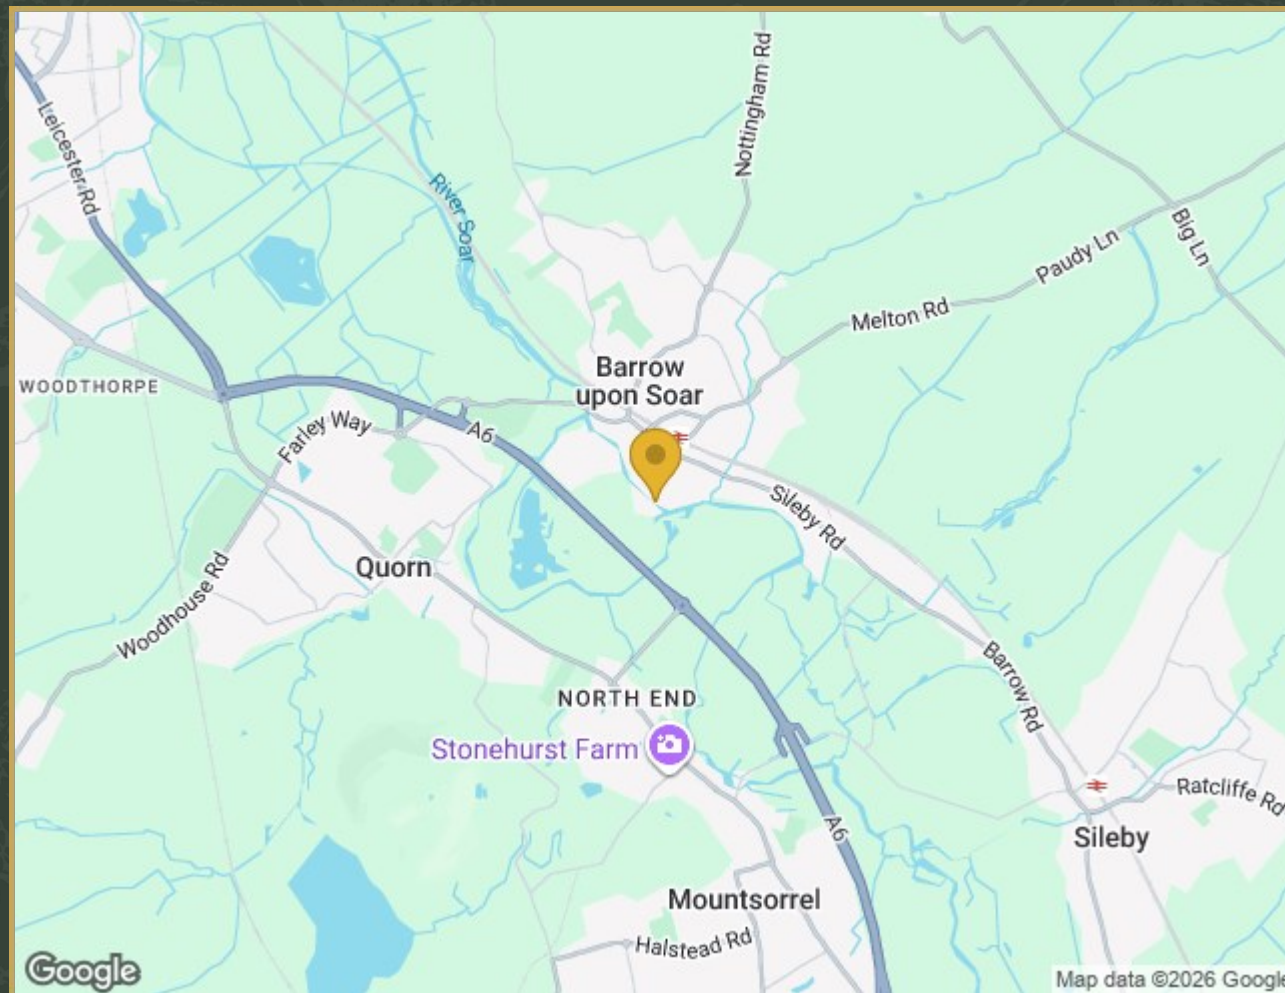 Nottingham Rd
Leicester Rd
River Soar
Big Ln
Paudy Ln
Melton Rd
Barrow
upon Soar
WOODTHORPE
Farley Way
A6
Sileby Rd
Quorn
Woodhouse Rd
Barrow Rd
NORTH END
Stonehurst Farm
Ratcliffe Rd
A6
Sileby
Mountsorrel
Halstead Rd
Google
Map data ©2026 Google